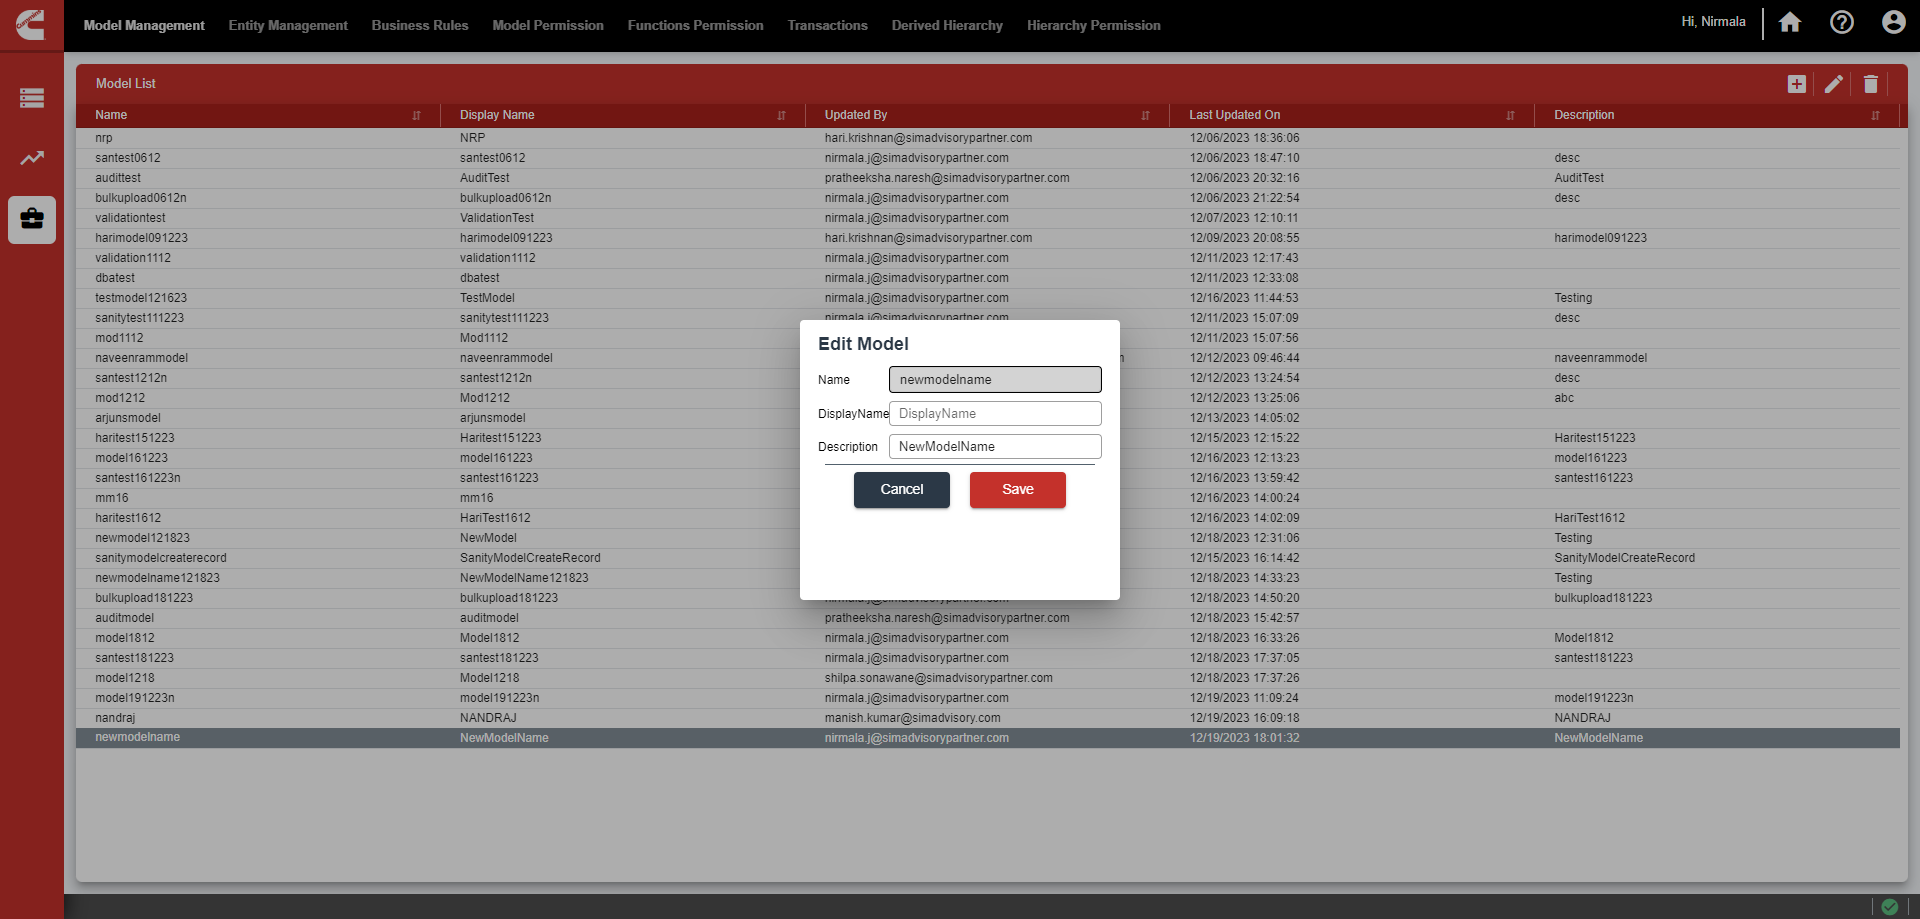 Model Management Entity Management Business Rules Model Permission Functions Permission Transactions Derived Hierarchy Hierarchy Permission Hi, Nirmala
Model List
Name Display Name Updated By Last Updated On Description
nrp NRP hari.krishnan@simadvisorypartner.com 12/06/2023 18:36:06
santest0612 santest0612 nirmala.j@simadvisorypartner.com 12/06/2023 18:47:10 desc
audittest AuditTest pratheeksha.naresh@simadvisorypartner.com 12/06/2023 20:32:16 AuditTest
bulkupload0612n bulkupload0612n nirmala.j@simadvisorypartner.com 12/06/2023 21:22:54 desc
validationtest ValidationTest nirmala.j@simadvisorypartner.com 12/07/2023 12:10:11
harimodel091223 harimodel091223 hari.krishnan@simadvisorypartner.com 12/09/2023 20:08:55 harimodel091223
validation1112 validation1112 nirmala.j@simadvisorypartner.com 12/11/2023 12:17:43
dbatest dbatest nirmala.j@simadvisorypartner.com 12/11/2023 12:33:08
testmodel121623 TestModel nirmala.j@simadvisorypartner.com 12/16/2023 11:44:53 Testing
sanitytest111223 sanitytest111223 nirmala.j@simadvisorypartner.com 12/11/2023 15:07:09 desc
mod1112 Mod1112 12/11/2023 15:07:56
naveenrammodel naveenrammodel 12/12/2023 09:46:44 naveenrammodel
santest1212n santest1212n 12/12/2023 13:24:54 desc
mod1212 Mod1212 12/12/2023 13:25:06 abc
arjunsmodel arjunsmodel 12/13/2023 14:05:02
haritest151223 Haritest151223 12/15/2023 12:15:22 Haritest151223
model161223 model161223 12/16/2023 12:13:23 model161223
santest161223n santest161223 12/16/2023 13:59:42 santest161223
mm16 mm16 12/16/2023 14:00:24
haritest1612 HariTest1612 12/16/2023 14:02:09 HariTest1612
newmodel121823 NewModel 12/18/2023 12:31:06 Testing
sanitymodelcreaterecord SanityModelCreateRecord 12/15/2023 16:14:42 SanityModelCreateRecord
newmodelname121823 NewModelName121823 12/18/2023 14:33:23 Testing
bulkupload181223 bulkupload181223 nirmala.j@simadvisorypartner.com 12/18/2023 14:50:20 bulkupload181223
auditmodel auditmodel pratheeksha.naresh@simadvisorypartner.com 12/18/2023 15:42:57
model1812 Model1812 nirmala.j@simadvisorypartner.com 12/18/2023 16:33:26 Model1812
santest181223 santest181223 nirmala.j@simadvisorypartner.com 12/18/2023 17:37:05 santest181223
model1218 Model1218 shilpa.sonawane@simadvisorypartner.com 12/18/2023 17:37:26
model191223n model191223n nirmala.j@simadvisorypartner.com 12/19/2023 11:09:24 model191223n
nandraj NANDRAJ manish.kumar@simadvisory.com 12/19/2023 16:09:18 NANDRAJ
newmodelname NewModelName nirmala.j@simadvisorypartner.com 12/19/2023 18:01:32 NewModelName
Edit Model
Name newmodelname
DisplayName DisplayName
Description NewModelName
Cancel Save